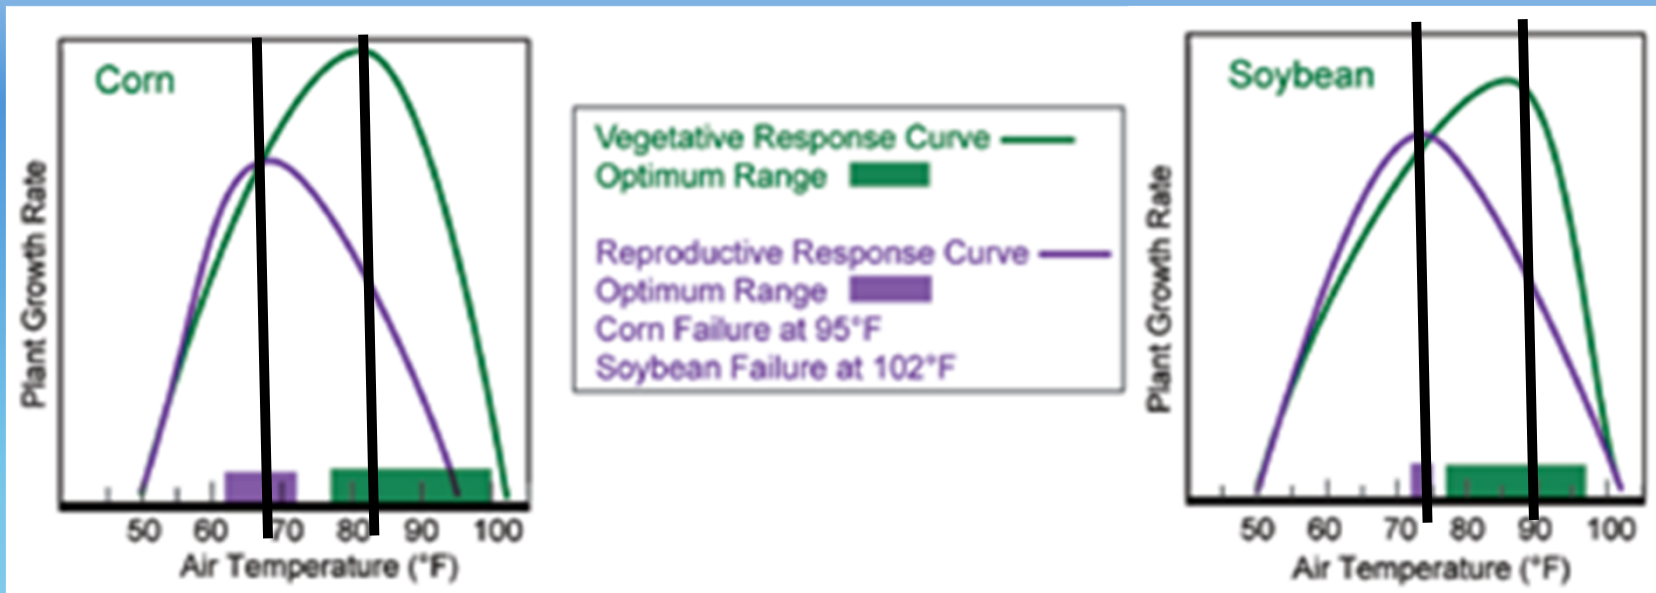 Corn
Plant Growth Rate
50 60 70 80 90 100
Air Temperature (°F)
Vegetative Response Curve
Optimum Range
Reproductive Response Curve
Optimum Range
Corn Failure at 95°F
Soybean Failure at 102°F
Soybean
Plant Growth Rate
50 60 70 80 90 100
Air Temperature (°F)